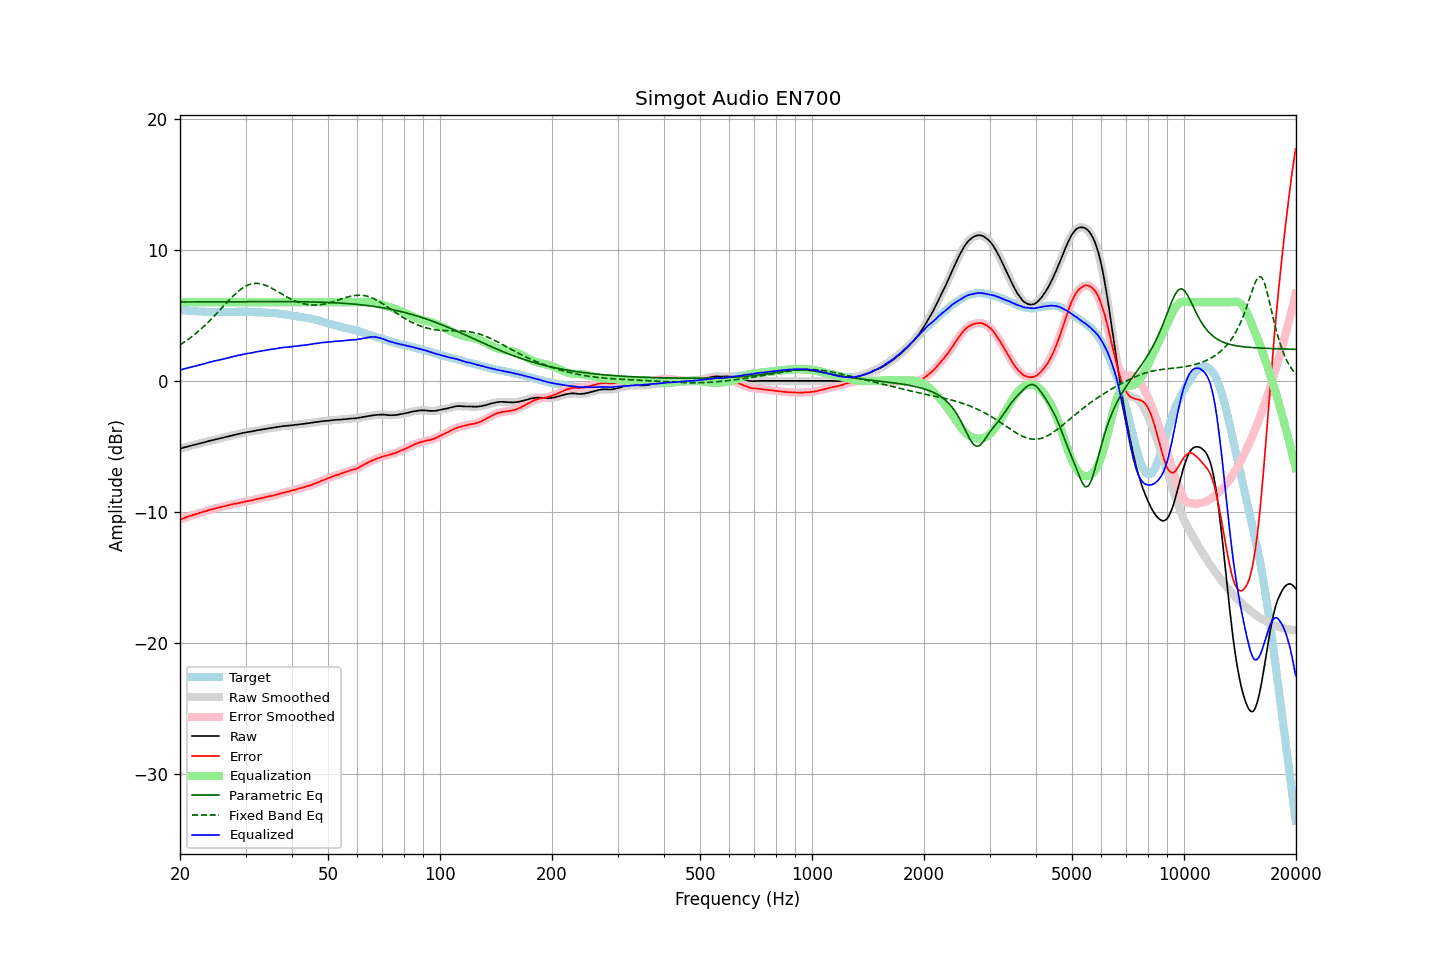 Simgot Audio EN700
20
10
0
−10
−20
−30
Amplitude (dBr)
Target
Raw Smoothed
Error Smoothed
Raw
Error
Equalization
Parametric Eq
Fixed Band Eq
Equalized
20 50 100 200 500 1000 2000 5000 10000 20000
Frequency (Hz)